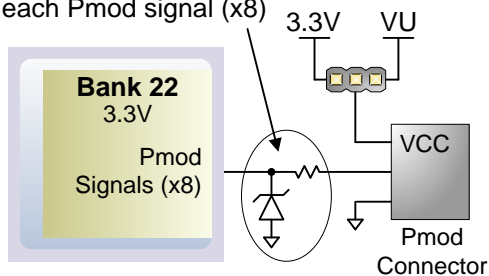 each Pmod signal (x8)
3.3V VU
Bank 22
3.3V
Pmod
Signals (x8)
VCC
Pmod
Connector